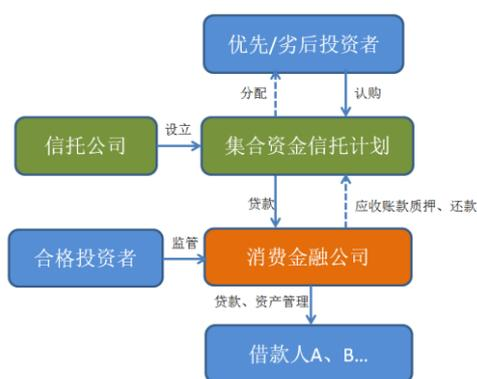 优先/劣后投资者
分配
认购
信托公司
设立
集合资金信托计划
贷款
应收账款质押、还款
合格投资者
监管
消费金融公司
贷款、资产管理
借款人A、B...